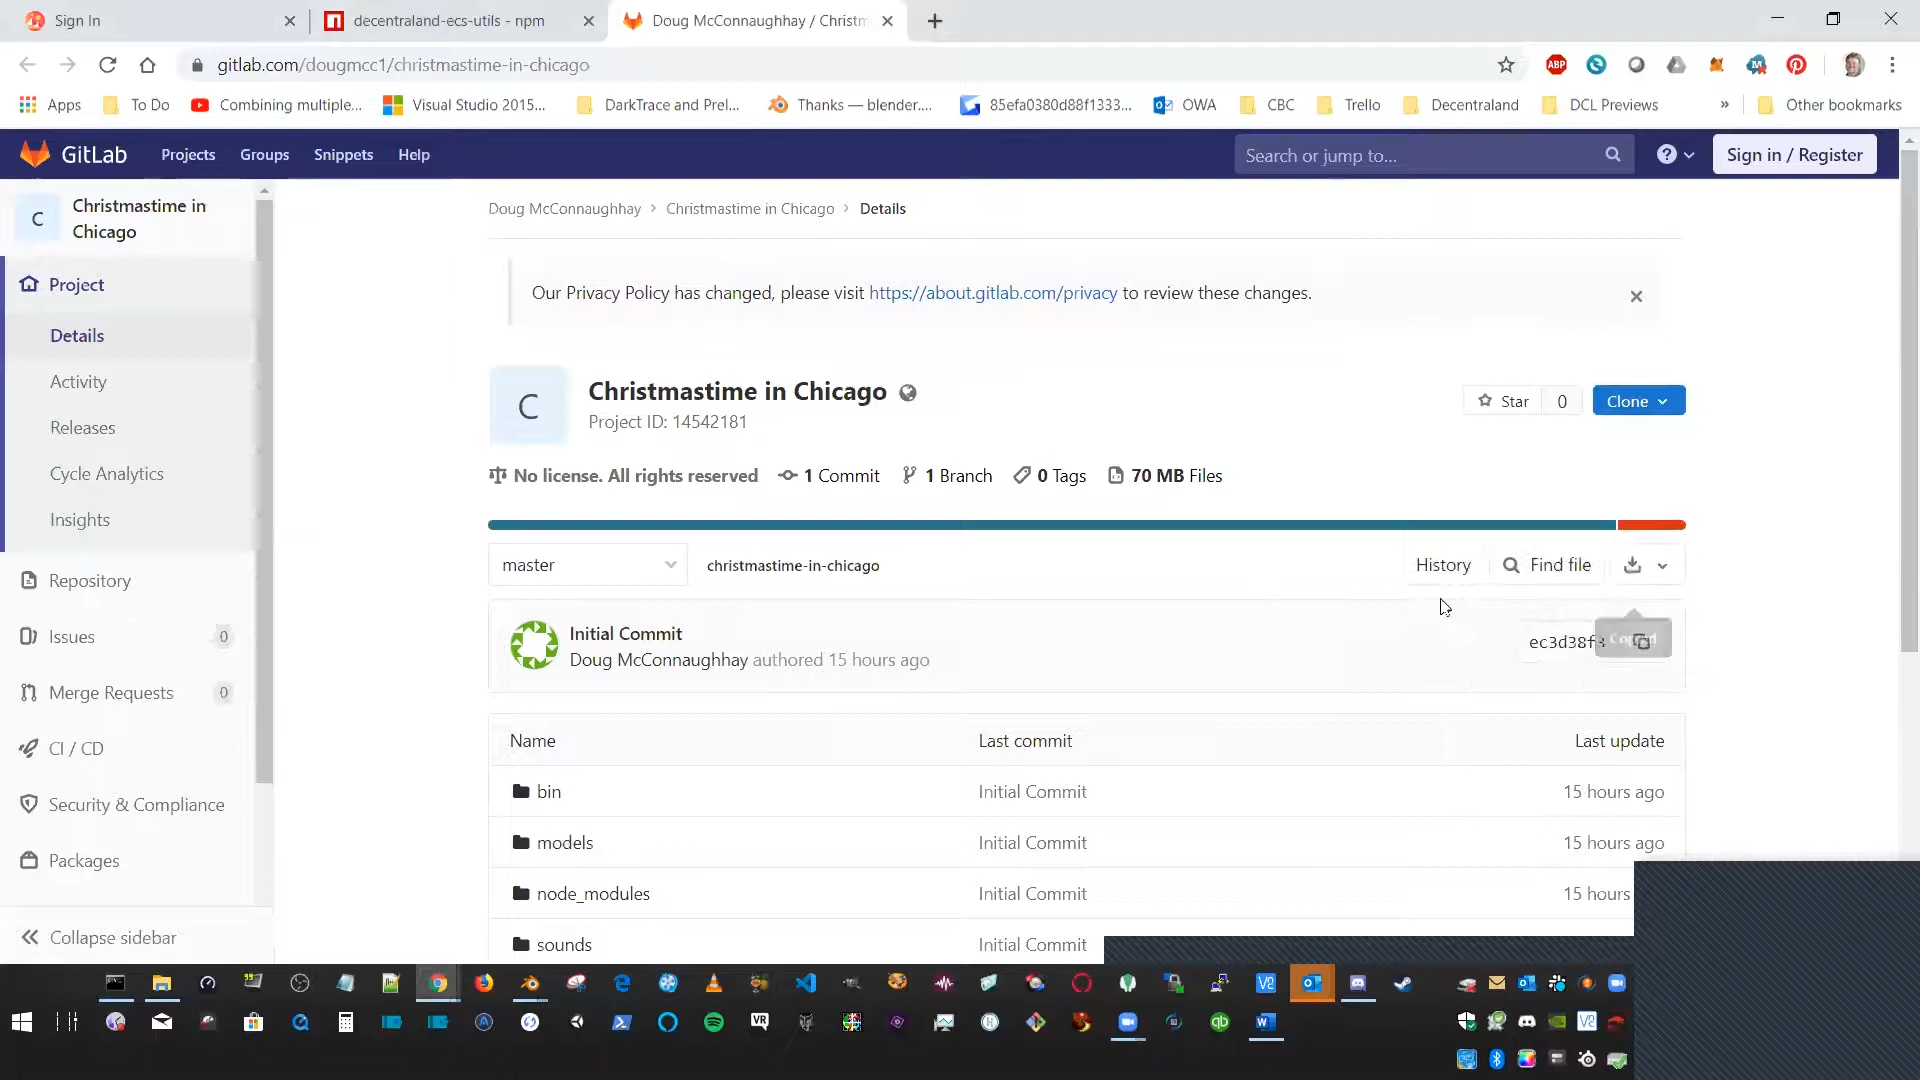 Sign In
decentraland-ecs-utils - npm
Doug McConnaughhay / Christm
gitlab.com/dougmcc1/christmastime-in-chicago
ABP
Apps
To Do
Combining multiple...
Visual Studio 2015...
DarkTrace and Prel...
Thanks — blender....
85efa0380d88f1333...
OWA
CBC
Trello
Decentraland
DCL Previews
»
Other bookmarks
GitLab
Projects
Groups
Snippets
Help
Search or jump to...
Sign in / Register
C
Christmastime in
Chicago
Project
Details
Activity
Releases
Cycle Analytics
Insights
Repository
Issues
0
Merge Requests
0
CI / CD
Security & Compliance
Packages
Collapse sidebar
Doug McConnaughhay > Christmastime in Chicago > Details
Our Privacy Policy has changed, please visit https://about.gitlab.com/privacy to review these changes.
C
Christmastime in Chicago
Project ID: 14542181
Star
0
Clone
No license. All rights reserved
1 Commit
1 Branch
0 Tags
70 MB Files
master
christmastime-in-chicago
History
Find file
Initial Commit
Doug McConnaughhay authored 15 hours ago
ec3d38f
Name
Last commit
Last update
bin
Initial Commit
15 hours ago
models
Initial Commit
15 hours ago
node_modules
Initial Commit
15 hours
sounds
Initial Commit